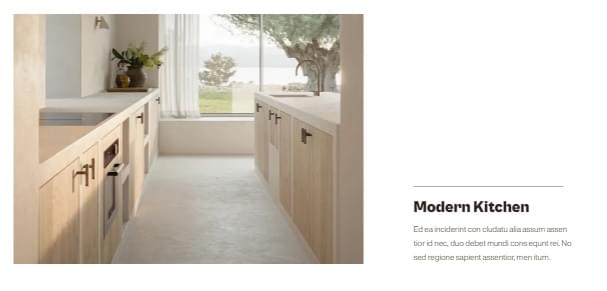 Modern Kitchen
Ed ea inciderint con cludatu alia assum assen
tior id nec, duo debet mundi cons equnt rei. No
sed regione sapient assentior, men itum.